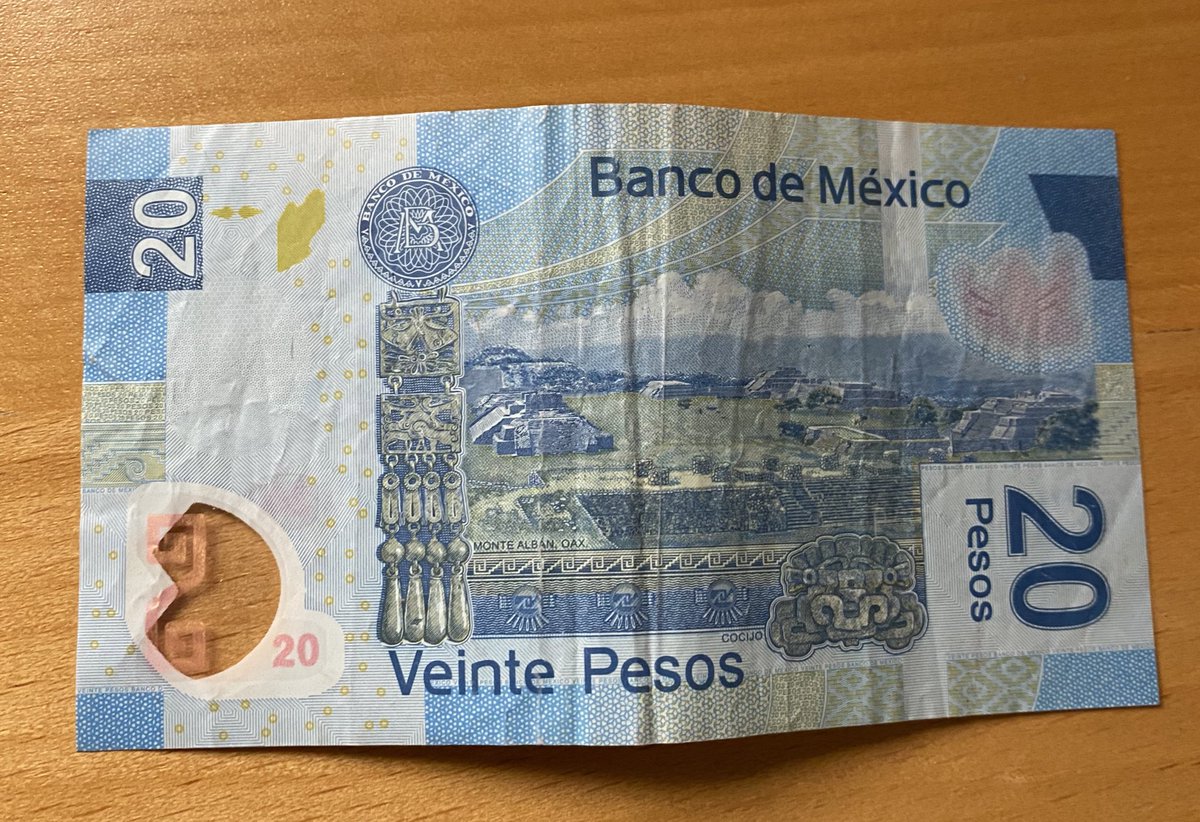 Banco de México
20
BANCO DE MÉXICO
MONTE ALBÁN, OAX.
20
Pesos
COCIJO
20
Veinte Pesos